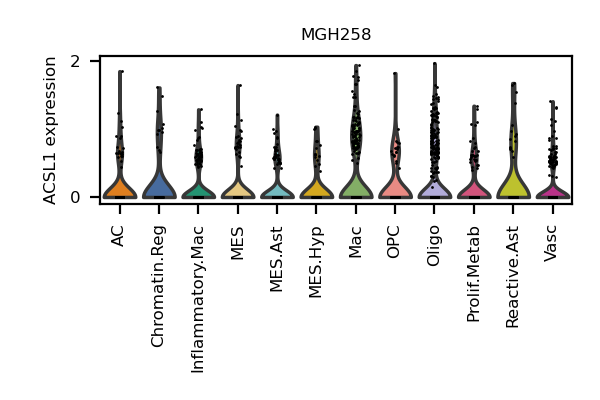 MGH258
ACSL1 expression
2
0
AC
Chromatin.Reg
Inflammatory.Mac
MES
MES.Ast
MES.Hyp
Mac
OPC
Oligo
Prolif.Metab
Reactive.Ast
Vasc